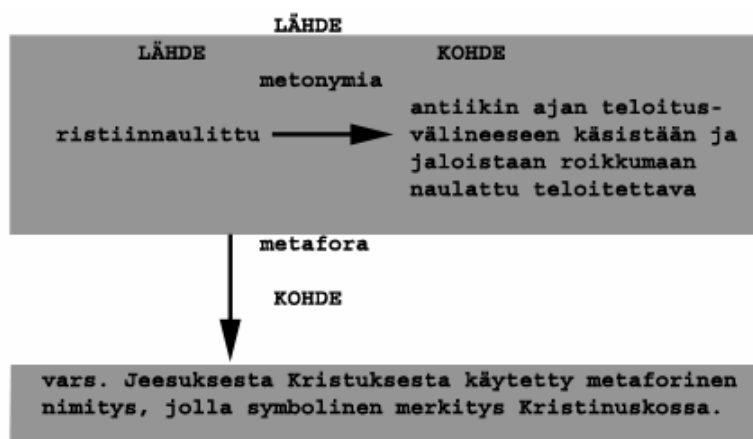 LÄHDE
LÄHDE KOHDE
metonymia
ristiinnaulittu
antiikin ajan teloitus-
välineeseen käsistään ja
jaloistaan roikkumaan
naulattu teloitettava
metafora
KOHDE
vars. Jeesuksesta Kristuksesta käytetty metaforinen
nimitys, jolla symbolinen merkitys Kristinuskossa.